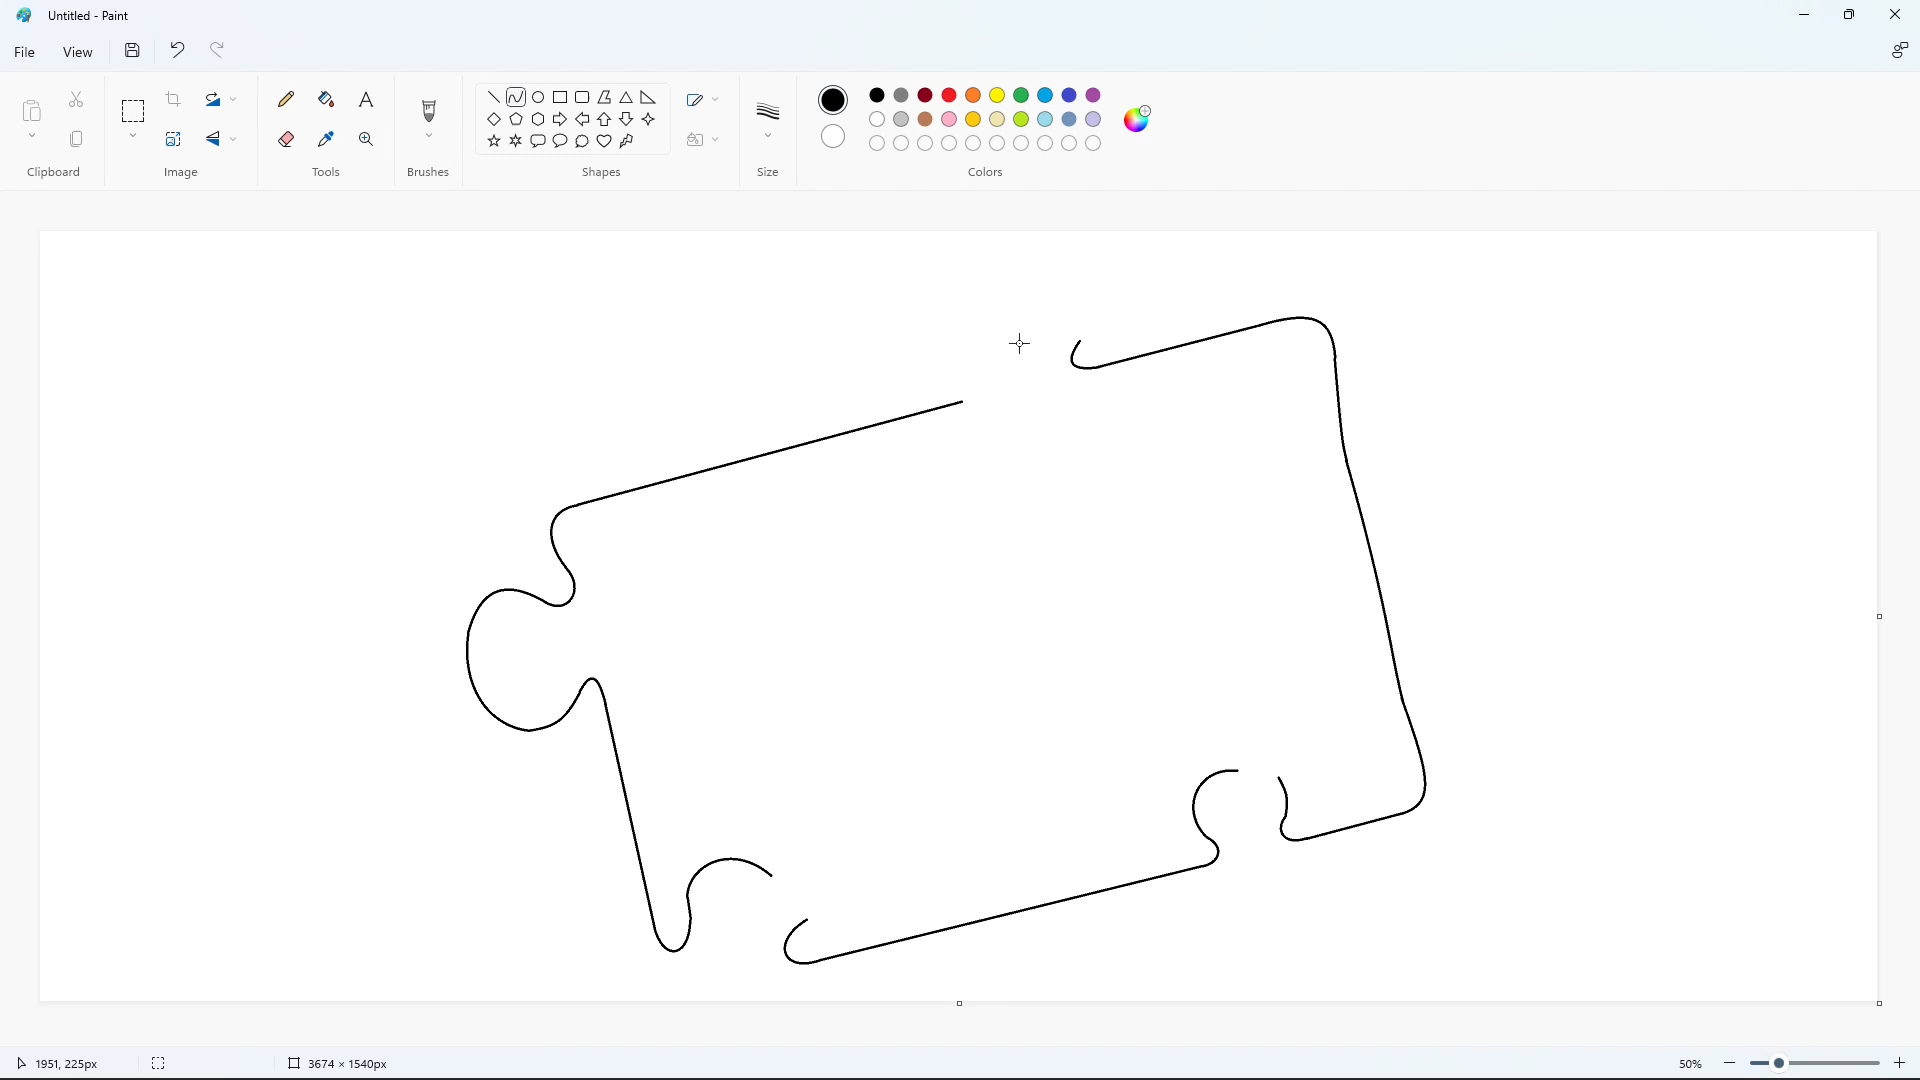 Untitled - Paint
File View
Clipboard
Image
Tools
Brushes
Shapes
Size
Colors
1951, 225px
3674 × 1540px
50%